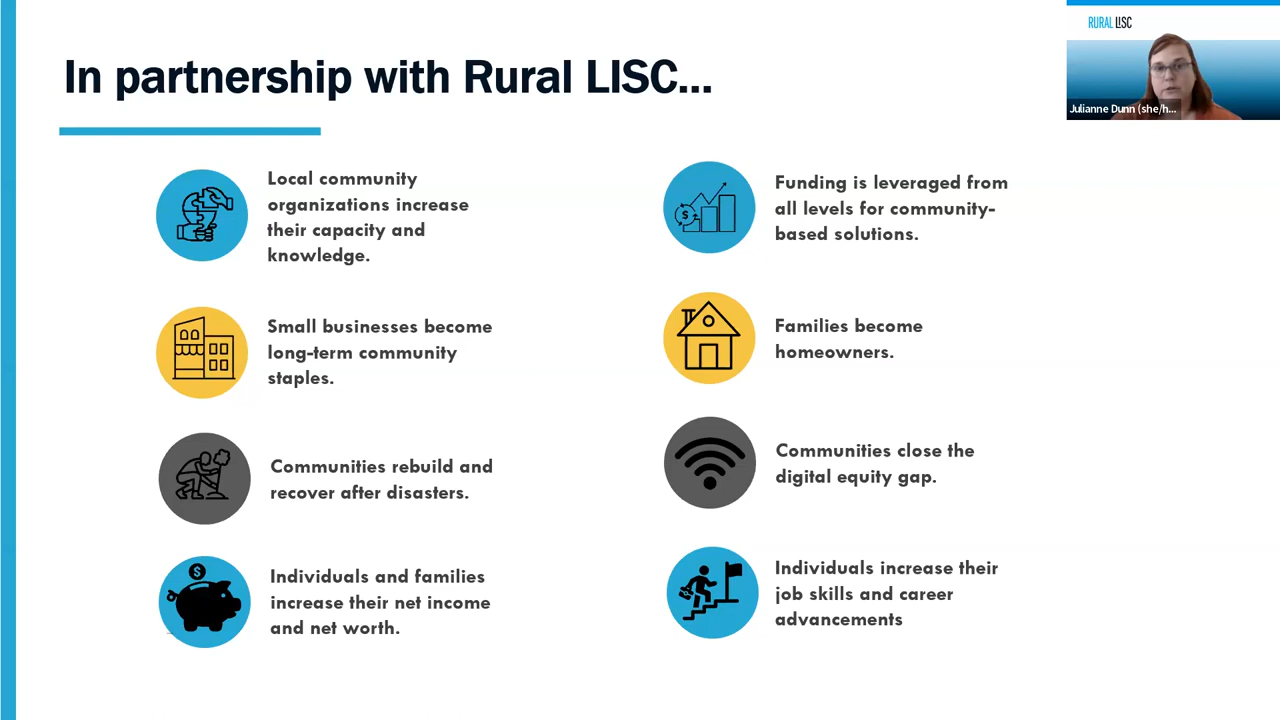 In partnership with Rural LISC...
RURAL LISC
Julianne Dunn (she/h...
Local community
organizations increase
their capacity and
knowledge.
Small businesses become
long-term community
staples.
Communities rebuild and
recover after disasters.
$
Individuals and families
increase their net income
and net worth.
$
Funding is leveraged from
all levels for community-
based solutions.
Families become
homeowners.
Communities close the
digital equity gap.
Individuals increase their
job skills and career
advancements